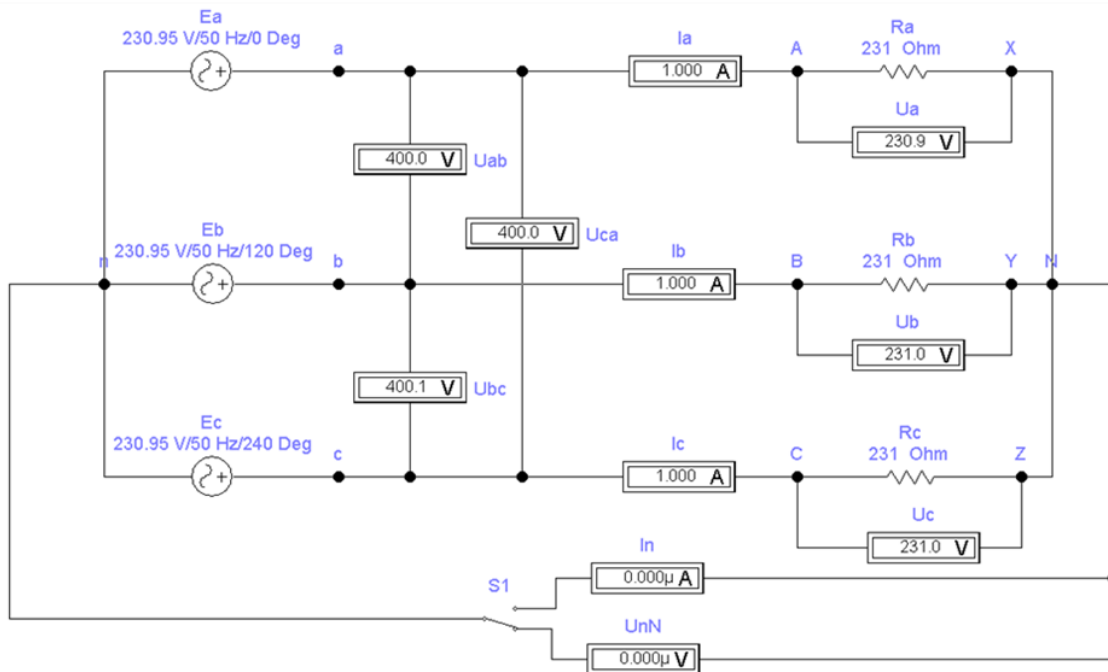 Ea
230.95 V/50 Hz/0 Deg
a
Ia
1.000 A
A
Ra
231 Ohm
X
Ua
230.9 V
400.0 V Uab
400.0 V Uca
Eb
230.95 V/50 Hz/120 Deg
n
b
Ib
1.000 A
B
Rb
231 Ohm
Y
N
Ub
231.0 V
400.1 V Ubc
Ec
230.95 V/50 Hz/240 Deg
c
Ic
1.000 A
C
Rc
231 Ohm
Z
Uc
231.0 V
In
0.000µ A
S1
UnN
0.000µ V